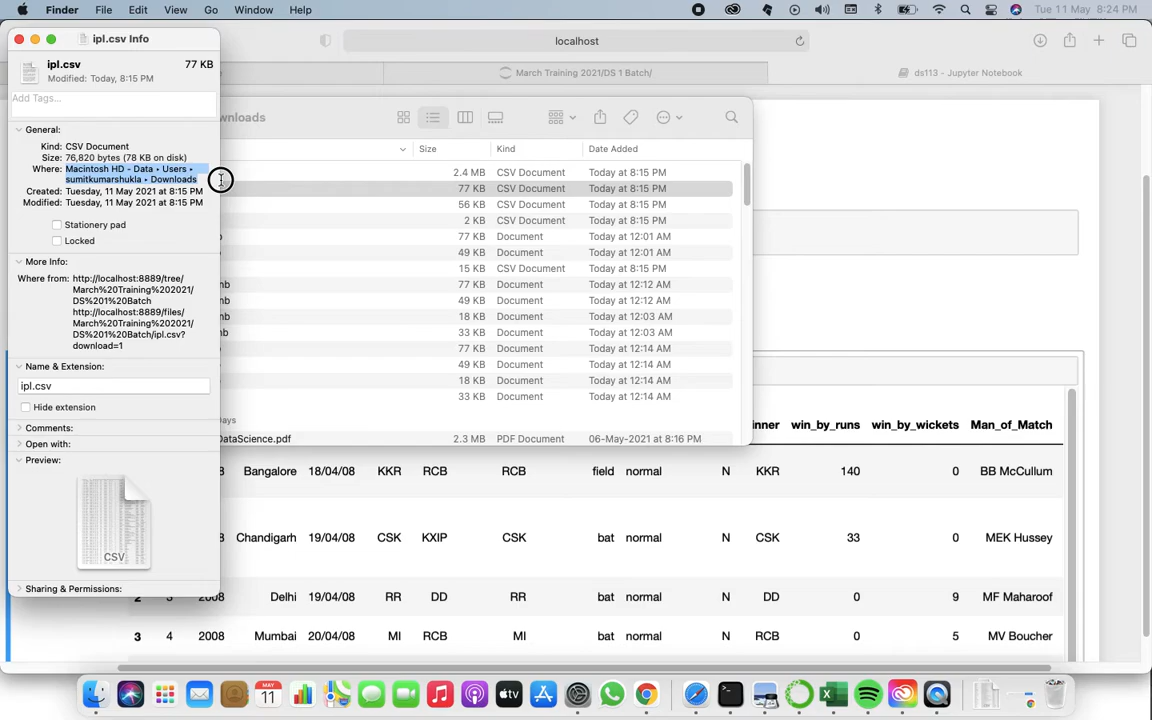 Finder File Edit View Go Window Help Tue 11 May 8:24 PM
ipl.csv Info
localhost
ipl.csv 77 KB
Modified: Today, 8:15 PM
March Training 2021/DS 1 Batch/
ds113 - Jupyter Notebook
Add Tags...
wnloads
General:
Kind: CSV Document
Size: 76,820 bytes (78 KB on disk)
Where: Macintosh HD - Data ▸ Users ▸
sumitkumarshukla ▸ Downloads
Created: Tuesday, 11 May 2021 at 8:15 PM
Modified: Tuesday, 11 May 2021 at 8:15 PM
Stationery pad
Locked
More Info:
Where from: http://localhost:8889/tree/
March%20Training%202021/
DS%201%20Batch
http://localhost:8889/files/
March%20Training%202021/
DS%201%20Batch/ipl.csv?
download=1
Name & Extension:
ipl.csv
Hide extension
Comments:
Open with:
Preview:
CSV
Sharing & Permissions:
Size Kind Date Added
2.4 MB CSV Document Today at 8:15 PM
77 KB CSV Document Today at 8:15 PM
56 KB CSV Document Today at 8:15 PM
2 KB CSV Document Today at 8:15 PM
77 KB Document Today at 12:01 AM
49 KB Document Today at 12:01 AM
15 KB CSV Document Today at 8:15 PM
nb 77 KB Document Today at 12:12 AM
nb 49 KB Document Today at 12:12 AM
nb 18 KB Document Today at 12:03 AM
nb 33 KB Document Today at 12:03 AM
77 KB Document Today at 12:14 AM
49 KB Document Today at 12:14 AM
18 KB Document Today at 12:14 AM
33 KB Document Today at 12:14 AM
Days
DataScience.pdf 2.3 MB PDF Document 06-May-2021 at 8:16 PM
inner win_by_runs win_by_wickets Man_of_Match
8 Bangalore 18/04/08 KKR RCB RCB field normal N KKR 140 0 BB McCullum
8 Chandigarh 19/04/08 CSK KXIP CSK bat normal N CSK 33 0 MEK Hussey
2 3 2008 Delhi 19/04/08 RR DD RR bat normal N DD 0 9 MF Maharoof
3 4 2008 Mumbai 20/04/08 MI RCB MI bat normal N RCB 0 5 MV Boucher
MAY
11
tv